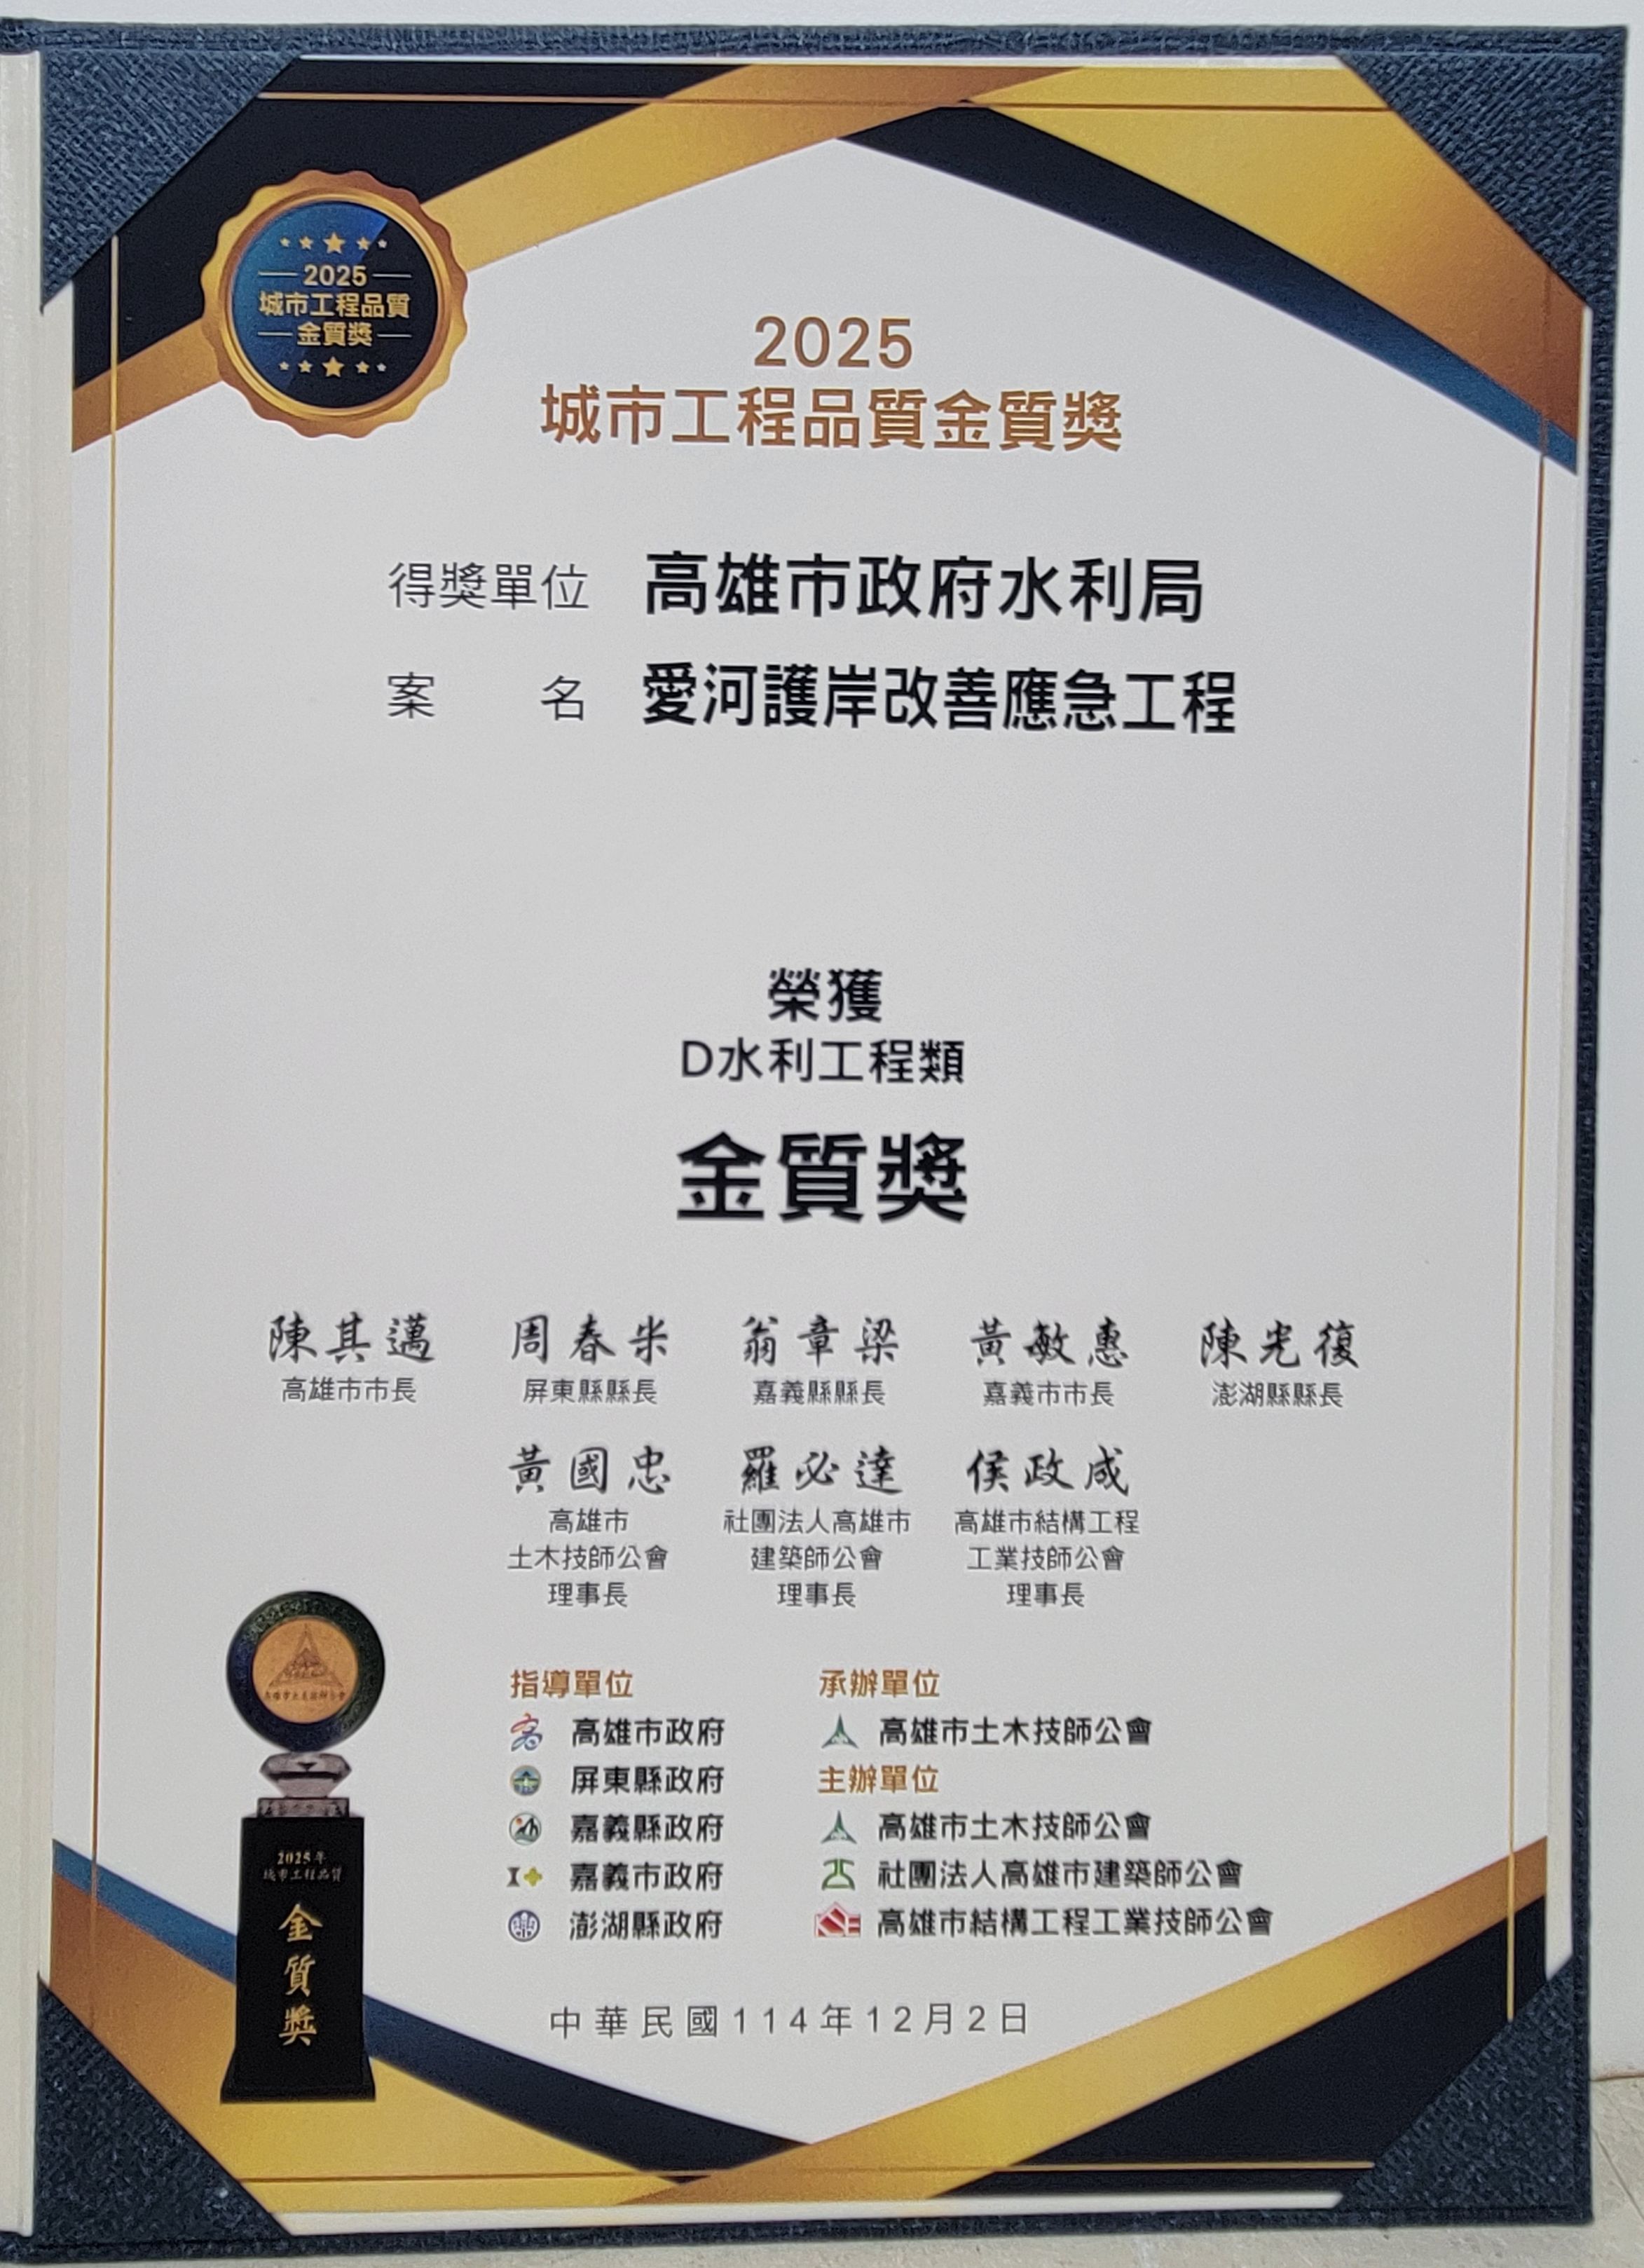 2025
城市工程品質
金質獎
2025
城市工程品質金質獎
得獎單位 高雄市政府水利局
案名 愛河護岸改善應急工程
榮獲
D水利工程類
金質獎
陳其邁 周春米 翁章梁 黃敏惠 陳光復
高雄市市長 屏東縣縣長 嘉義縣縣長 嘉義市市長 澎湖縣縣長
黃國忠 羅必達 侯政成
高雄市 社團法人高雄市 高雄市結構工程
土木技師公會 建築師公會 工業技師公會
理事長 理事長 理事長
指導單位 承辦單位
高雄市政府 高雄市土木技師公會
屏東縣政府 主辦單位
嘉義縣政府 高雄市土木技師公會
嘉義市政府 社團法人高雄市建築師公會
澎湖縣政府 高雄市結構工程工業技師公會
中華民國114年12月2日
2025年
城市工程品質
金
質
獎